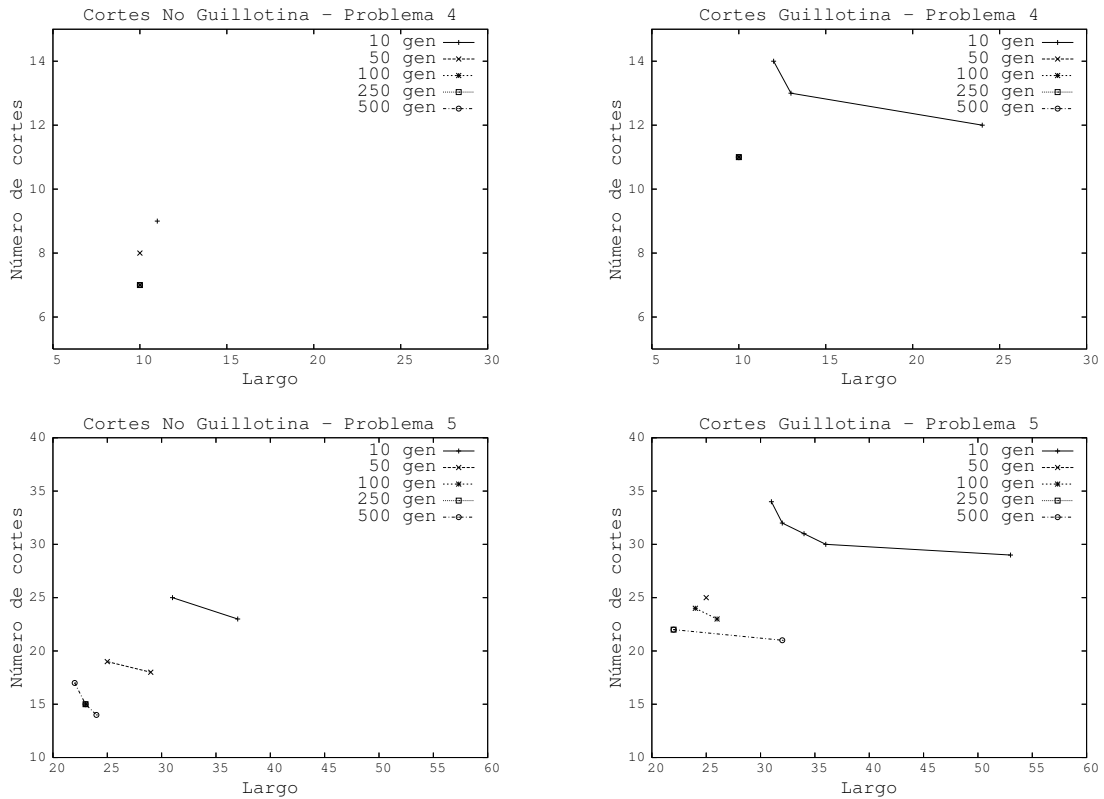 Cortes No Guillotina - Problema 4
14
12
10
8
6
5
10
15
20
25
30
Número de cortes
Largo
10 gen
50 gen
100 gen
250 gen
500 gen
Cortes Guillotina - Problema 4
14
12
10
8
6
5
10
15
20
25
30
Número de cortes
Largo
10 gen
50 gen
100 gen
250 gen
500 gen
Cortes No Guillotina - Problema 5
40
35
30
25
20
15
10
20
25
30
35
40
45
50
55
60
Número de cortes
Largo
10 gen
50 gen
100 gen
250 gen
500 gen
Cortes Guillotina - Problema 5
40
35
30
25
20
15
10
20
25
30
35
40
45
50
55
60
Número de cortes
Largo
10 gen
50 gen
100 gen
250 gen
500 gen